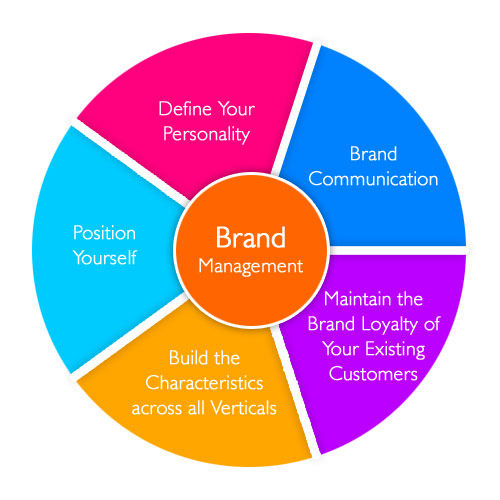 Define Your
Personality
Brand
Communication
Position
Yourself
Brand
Management
Maintain the
Brand Loyalty of
Your Existing
Customers
Build the
Characteristics
across all Verticals